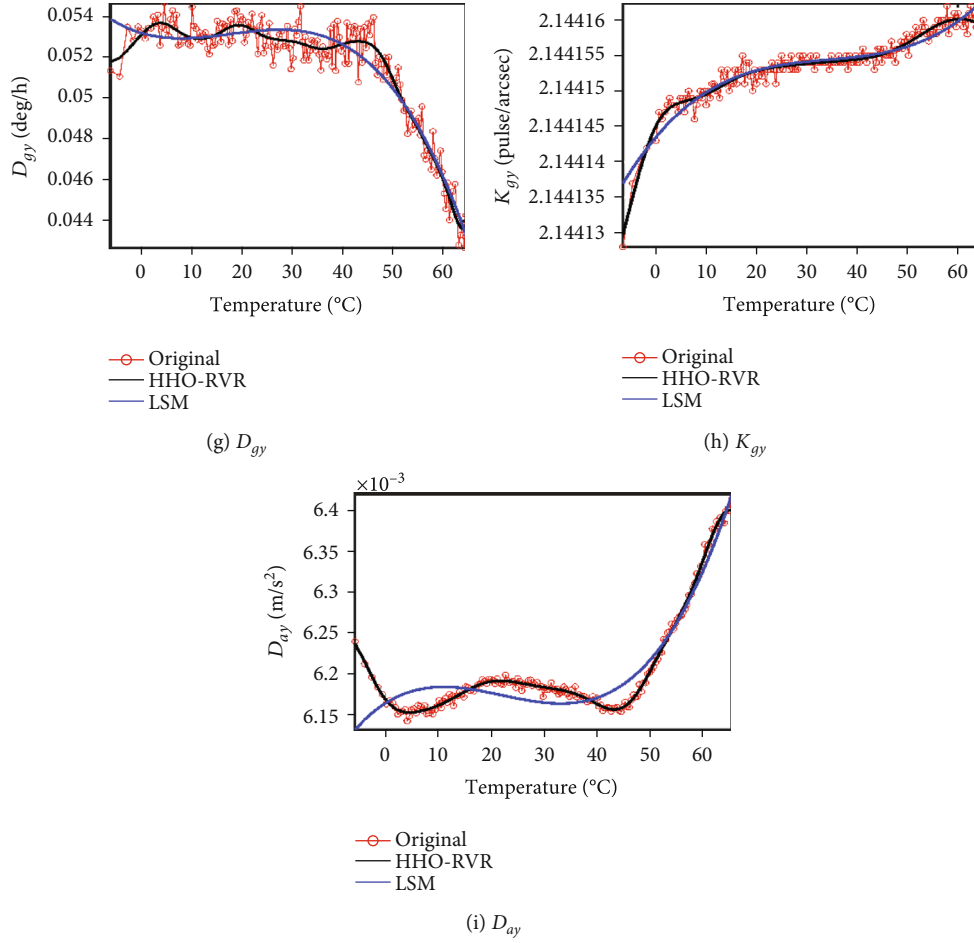 0.054
0.052
0.05
0.048
0.046
0.044
D_gy (deg/h)
0 10 20 30 40 50 60
Temperature (°C)
Original
HHO-RVR
LSM
(g) D_gy
2.14416
2.144155
2.14415
2.144145
2.14414
2.144135
2.14413
K_gy (pulse/arcsec)
0 10 20 30 40 50 60
Temperature (°C)
Original
HHO-RVR
LSM
(h) K_gy
×10⁻³
6.4
6.35
6.3
6.25
6.2
6.15
D_ay (m/s²)
0 10 20 30 40 50 60
Temperature (°C)
Original
HHO-RVR
LSM
(i) D_ay